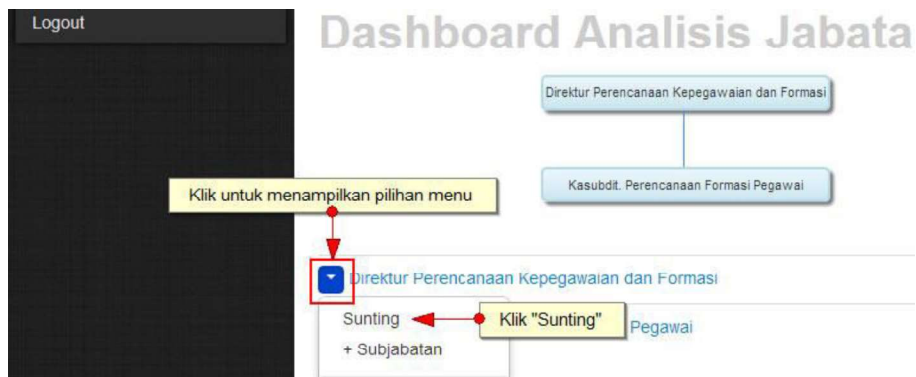 Logout
Dashboard Analisis Jabata
Direktur Perencanaan Kepegawaian dan Formasi
Kasubdit. Perencanaan Formasi Pegawai
Klik untuk menampilkan pilihan menu
Direktur Perencanaan Kepegawaian dan Formasi
Sunting
Klik "Sunting"
Pegawai
+ Subjabatan